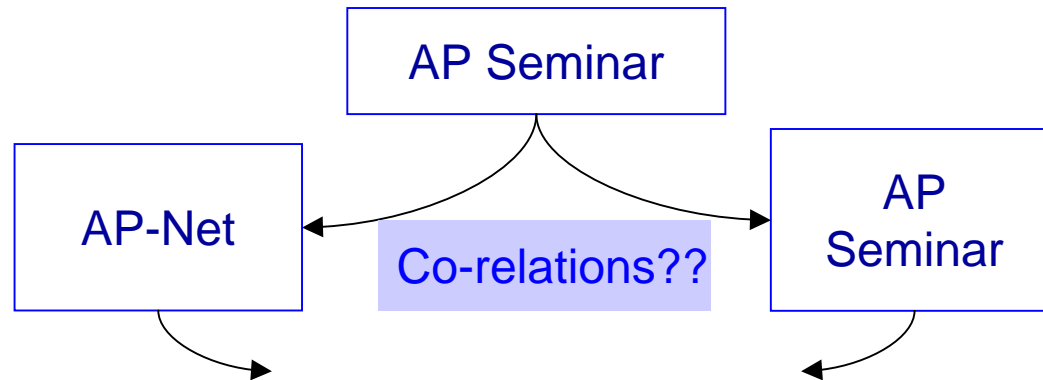 AP Seminar
AP-Net
Co-relations??
AP
Seminar